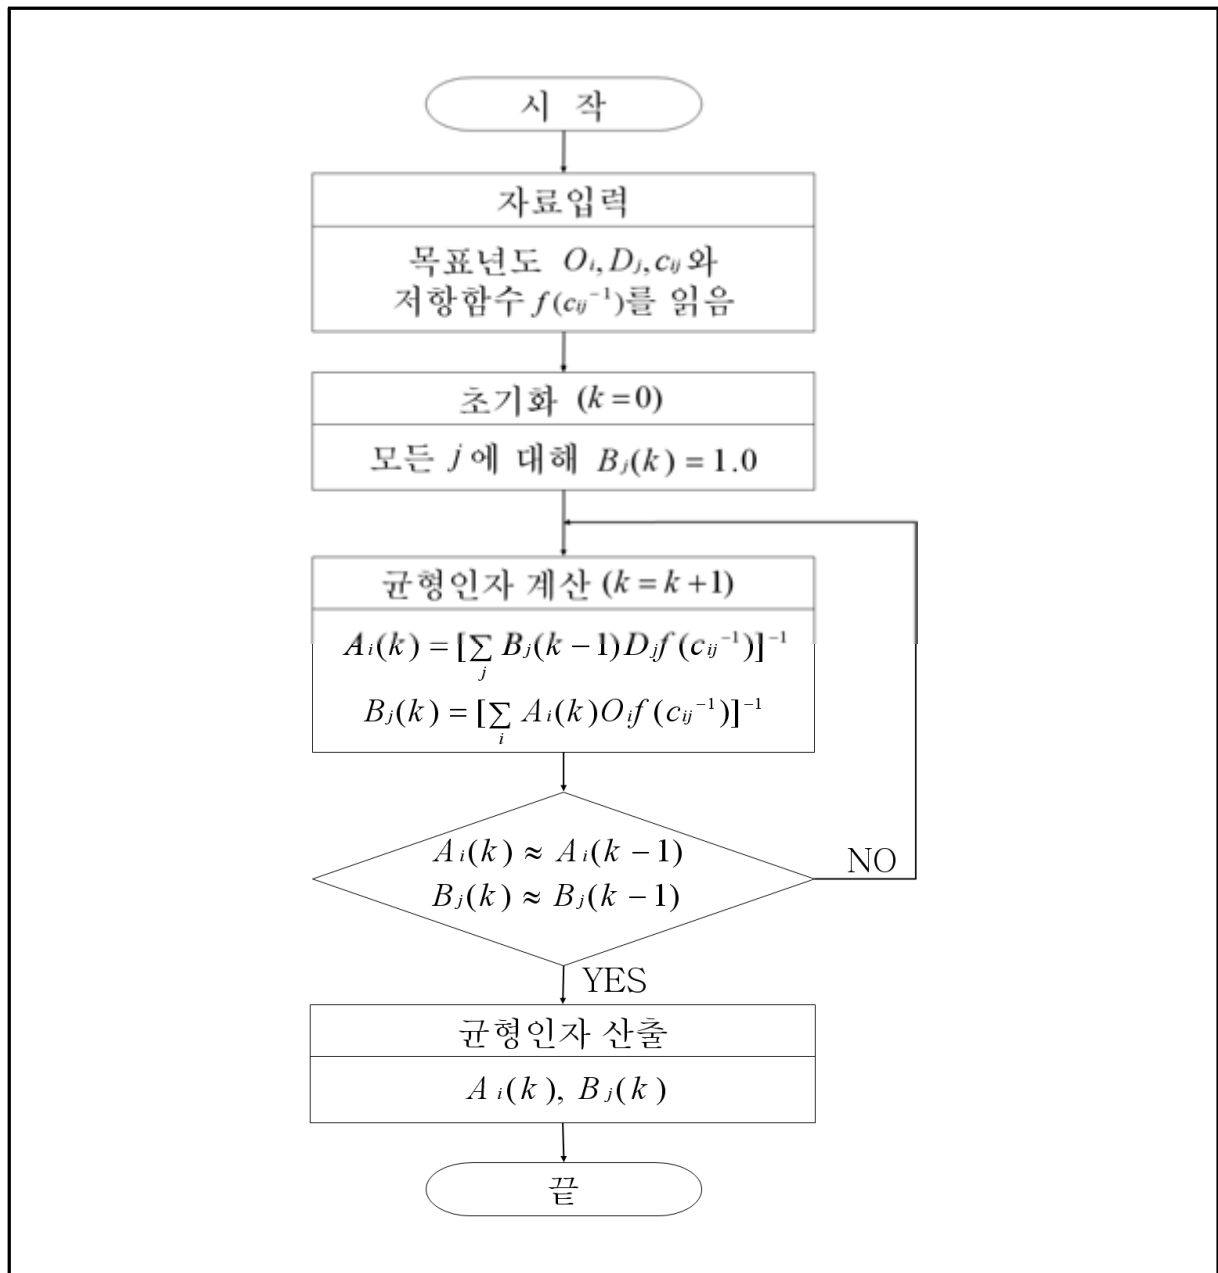 시 작
자료입력
목표년도 Oᵢ, Dⱼ, cᵢⱼ 와
저항함수 f(cᵢⱼ⁻¹)를 읽음
초기화 (k=0)
모든 j에 대해 Bⱼ(k) = 1.0
균형인자 계산 (k = k+1)
Aᵢ(k) = [∑ⱼ Bⱼ(k−1)Dⱼf(cᵢⱼ⁻¹)]⁻¹
Bⱼ(k) = [∑ᵢ Aᵢ(k)Oᵢf(cᵢⱼ⁻¹)]⁻¹
Aᵢ(k) ≈ Aᵢ(k−1)
NO
Bⱼ(k) ≈ Bⱼ(k−1)
YES
균형인자 산출
Aᵢ(k), Bⱼ(k)
끝